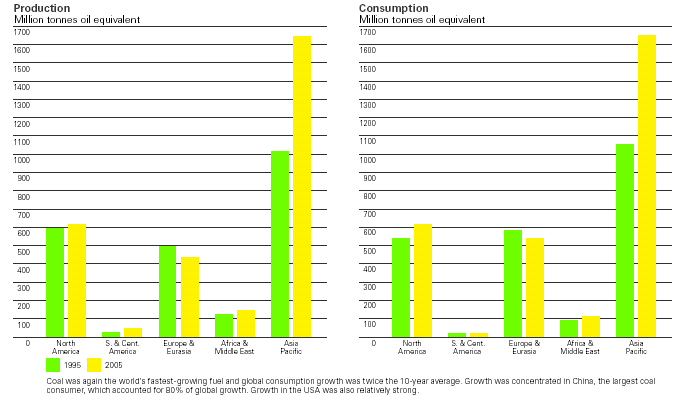 Production
Million tonnes oil equivalent
1700
1600
1500
1400
1300
1200
1100
1000
900
800
700
600
500
400
300
200
100
0
North
America
S. & Cent.
America
Europe &
Eurasia
Africa &
Middle East
Asia
Pacific
Consumption
Million tonnes oil equivalent
1700
1600
1500
1400
1300
1200
1100
1000
900
800
700
600
500
400
300
200
100
0
North
America
S. & Cent.
America
Europe &
Eurasia
Africa &
Middle East
Asia
Pacific
1995 2005
Coal was again the world's fastest-growing fuel and global consumption growth was twice the 10-year average. Growth was concentrated in China, the largest coal
consumer, which accounted for 80% of global growth. Growth in the USA was also relatively strong.